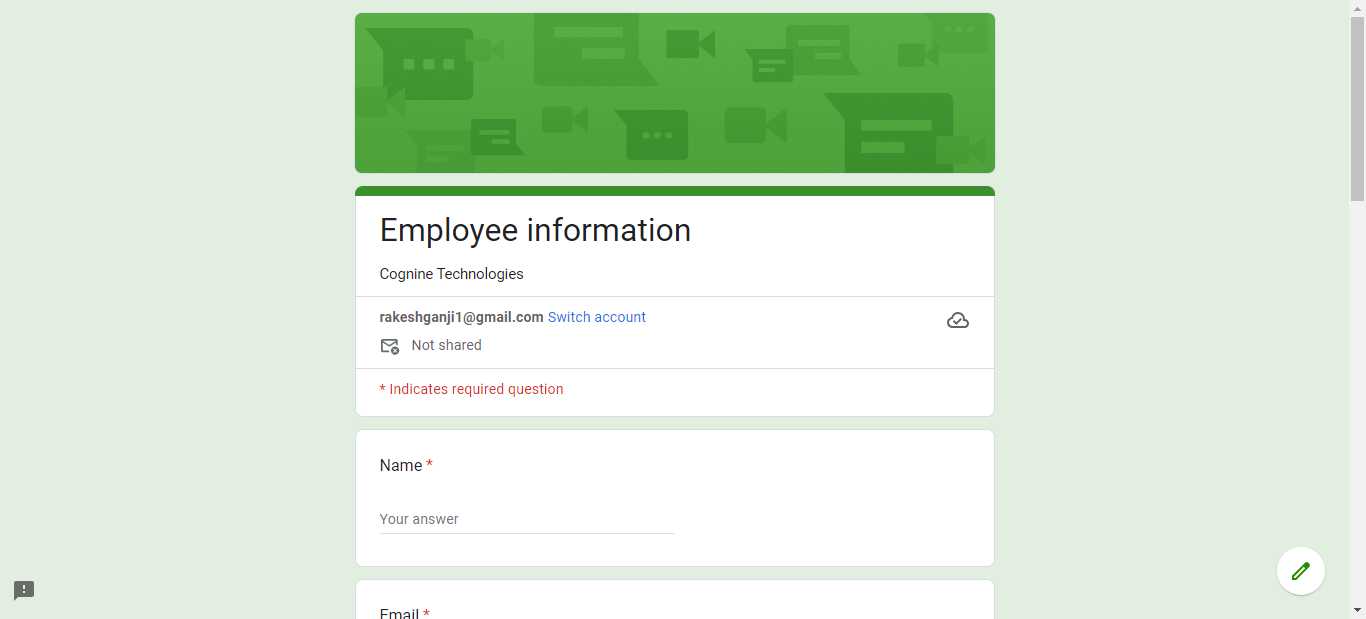 Employee information
Cognine Technologies
rakeshganji1@gmail.com Switch account
Not shared
* Indicates required question
Name *
Your answer
Email *